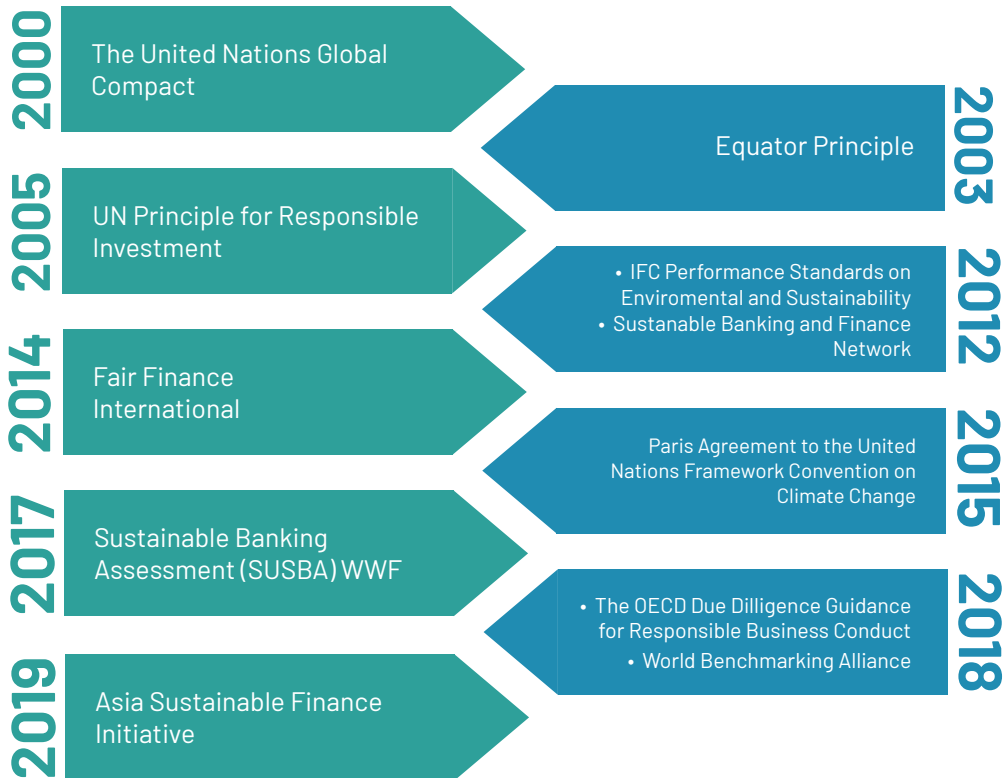 2000
The United Nations Global
Compact
2003
Equator Principle
2005
UN Principle for Responsible
Investment
2012
• IFC Performance Standards on
Enviromental and Sustainability
• Sustanable Banking and Finance
Network
2014
Fair Finance
International
2015
Paris Agreement to the United
Nations Framework Convention on
Climate Change
2017
Sustainable Banking
Assessment (SUSBA) WWF
2018
• The OECD Due Dilligence Guidance
for Responsible Business Conduct
• World Benchmarking Alliance
2019
Asia Sustainable Finance
Initiative